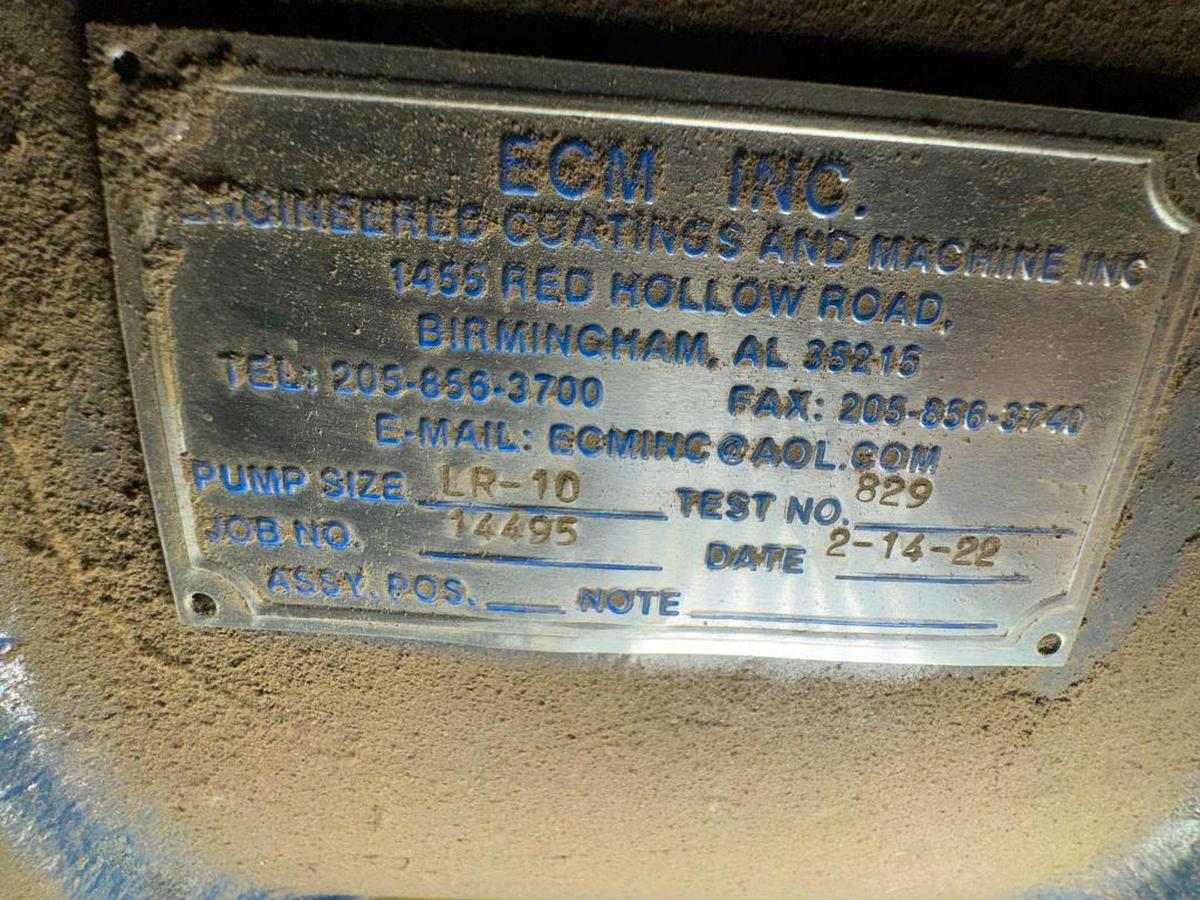 ECM INC.
ENGINEERED COATINGS AND MACHINE INC
1455 RED HOLLOW ROAD,
BIRMINGHAM, AL 35215
TEL: 205-856-3700 FAX: 205-856-3740
E-MAIL: ECMINC@AOL.COM
PUMP SIZE LR-10 TEST NO. 829
JOB NO. 14495 DATE 2-14-22
ASSY. POS. NOTE